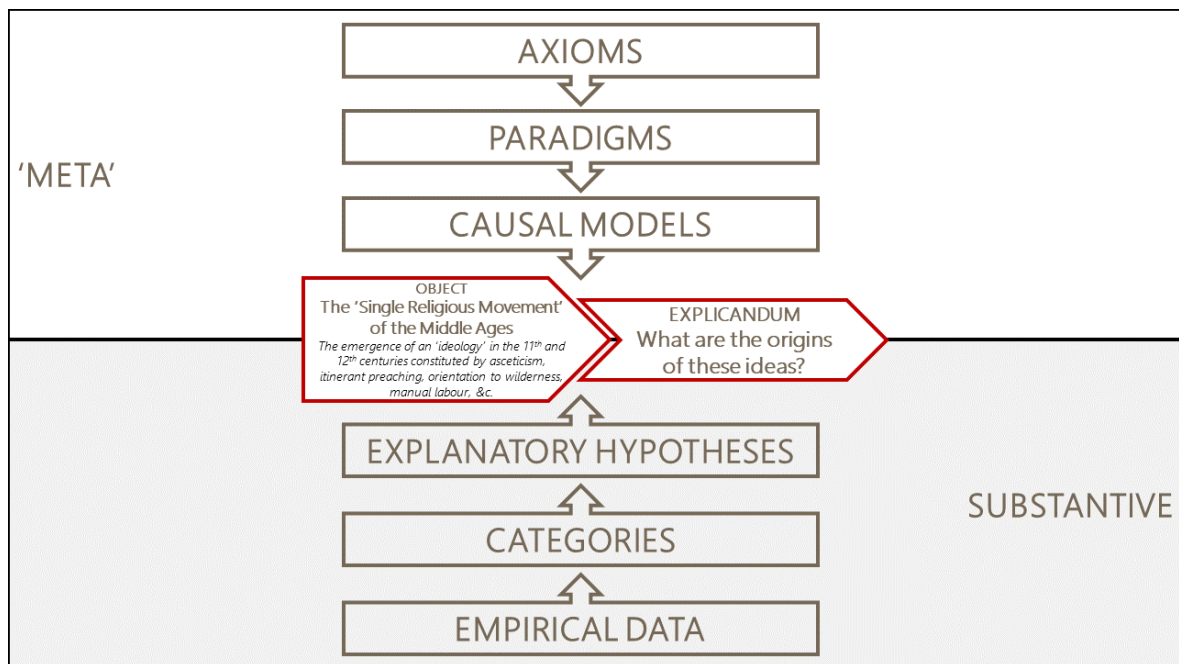 AXIOMS
PARADIGMS
'META'
CAUSAL MODELS
OBJECT
The 'Single Religious Movement'
of the Middle Ages
The emergence of an 'ideology' in the 11th and
12th centuries constituted by asceticism,
itinerant preaching, orientation to wilderness,
manual labour, &c.
EXPLICANDUM
What are the origins
of these ideas?
EXPLANATORY HYPOTHESES
SUBSTANTIVE
CATEGORIES
EMPIRICAL DATA